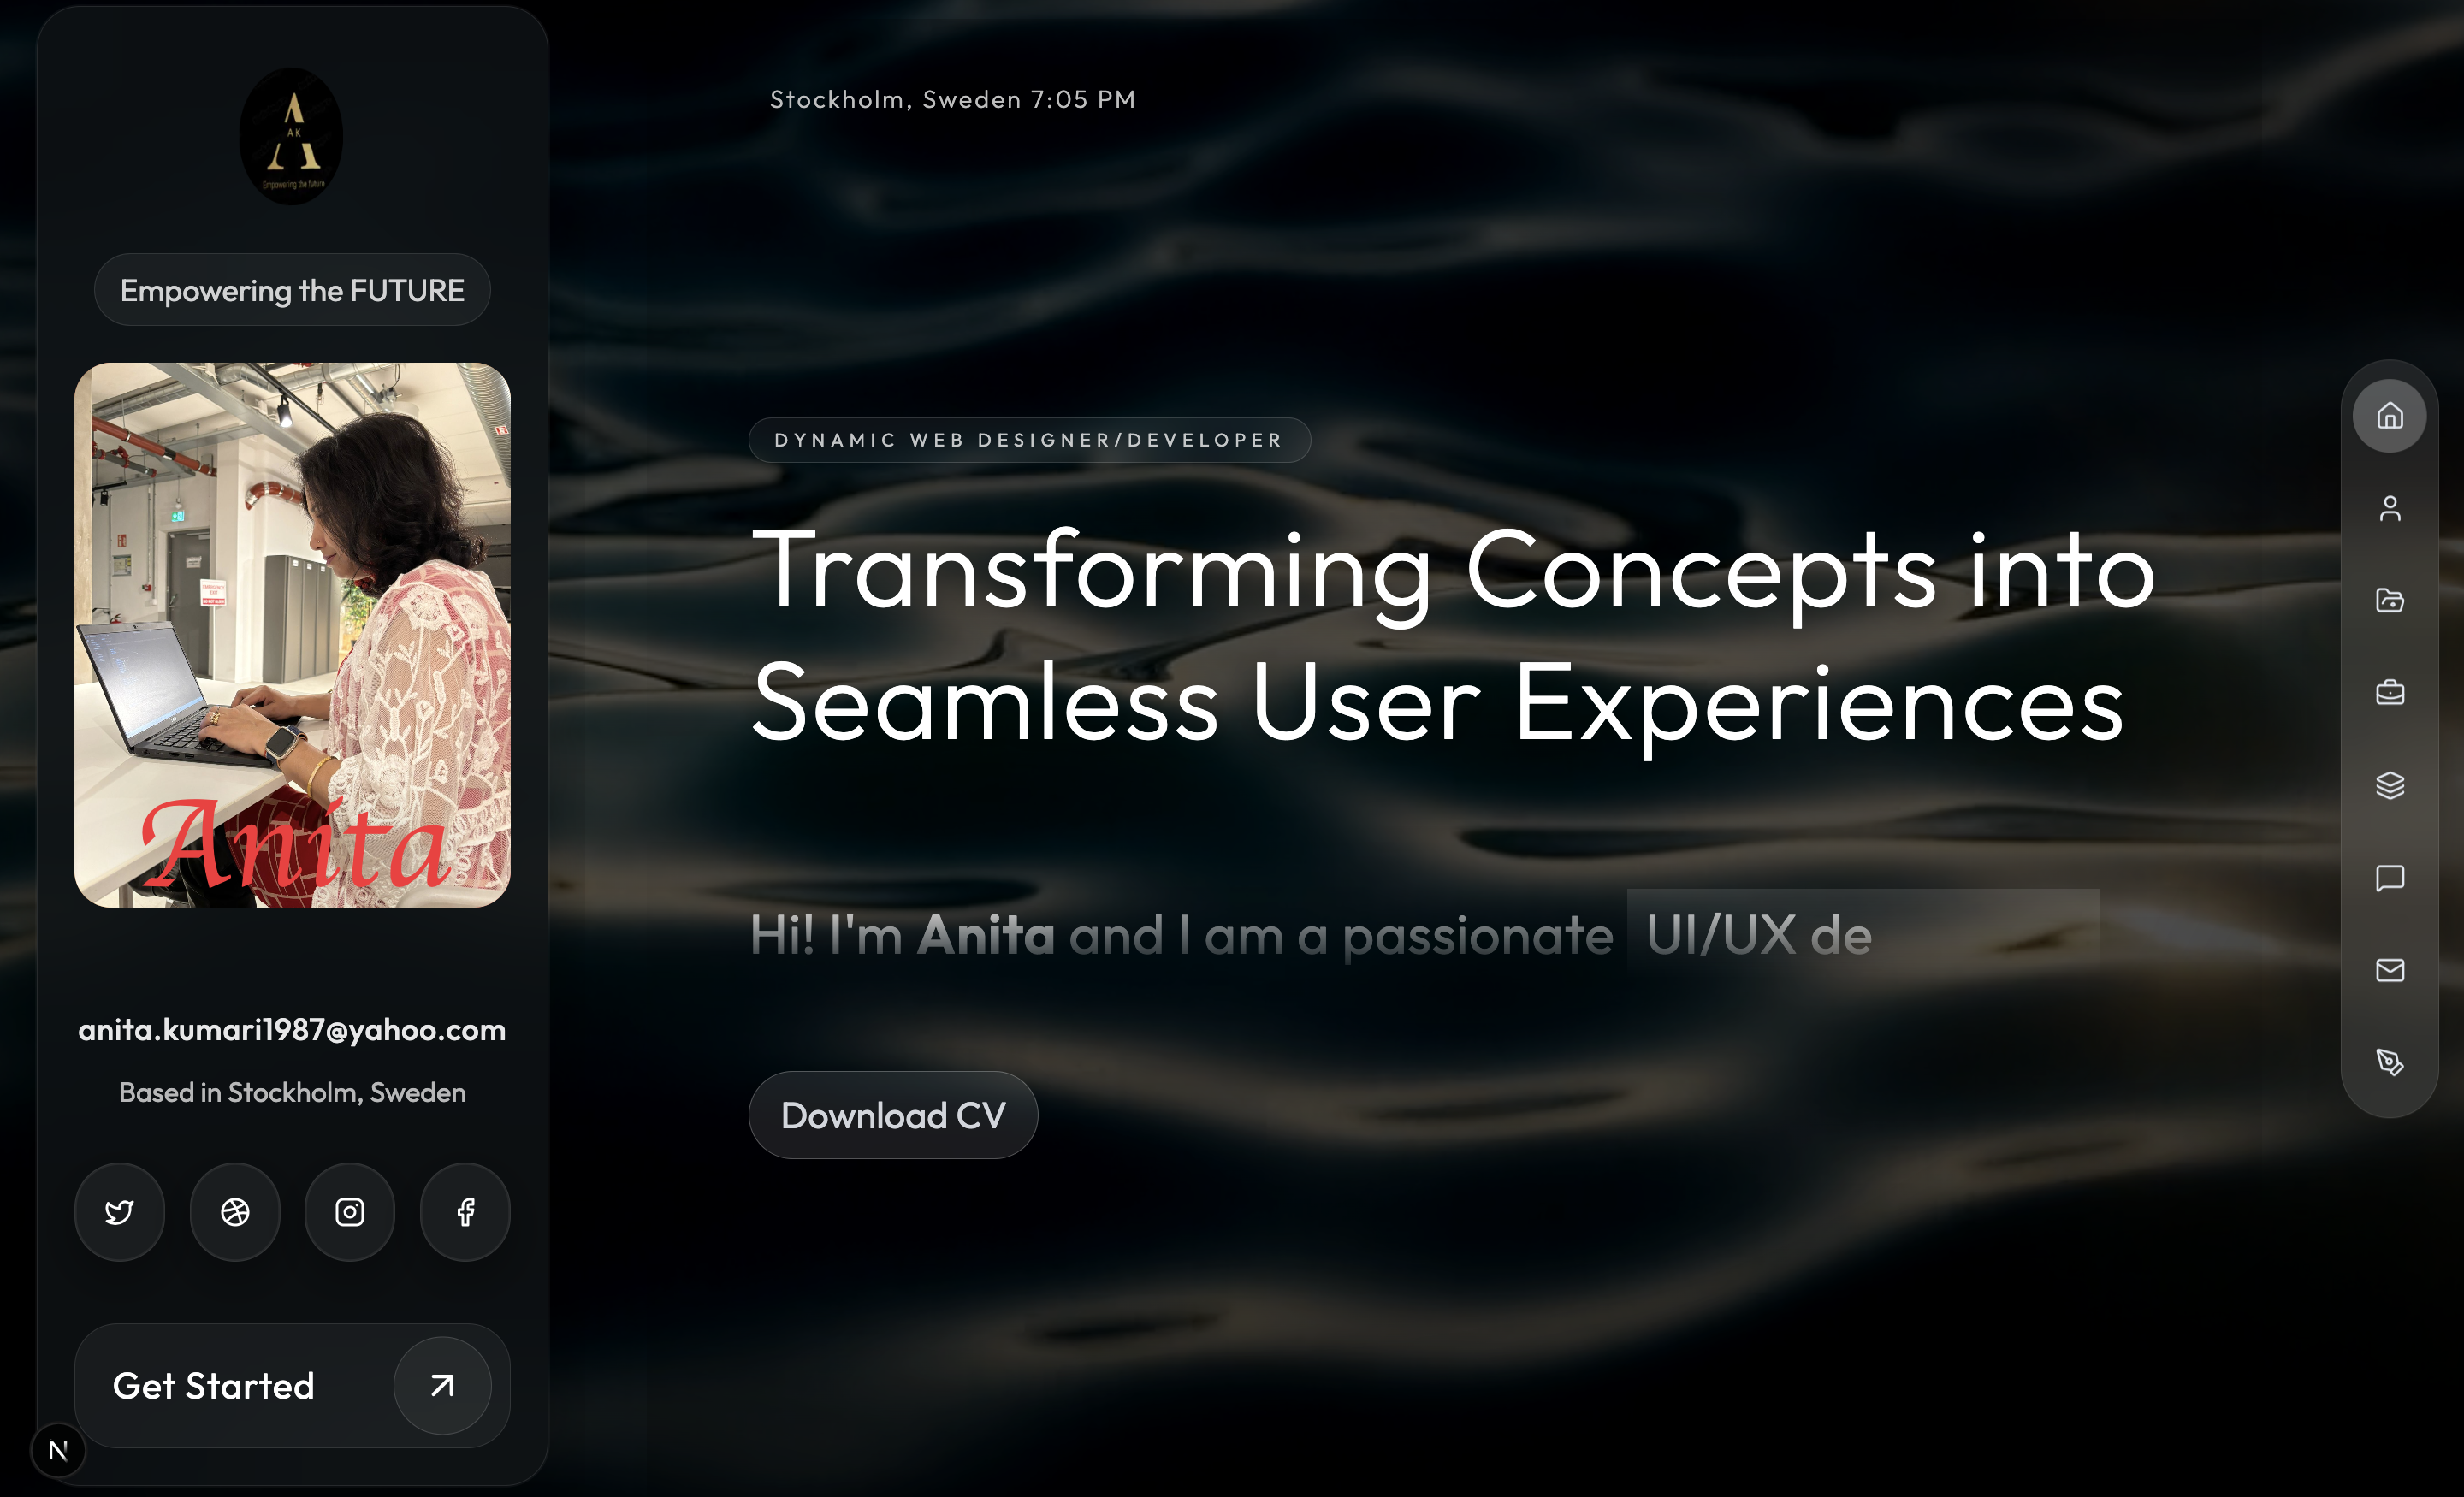 AK
Empowering the future
Empowering the FUTURE
Anita
anita.kumari1987@yahoo.com
Based in Stockholm, Sweden
Get Started
N
Stockholm, Sweden 7:05 PM
DYNAMIC WEB DESIGNER/DEVELOPER
Transforming Concepts into
Seamless User Experiences
Hi! I'm Anita and I am a passionate UI/UX de
Download CV